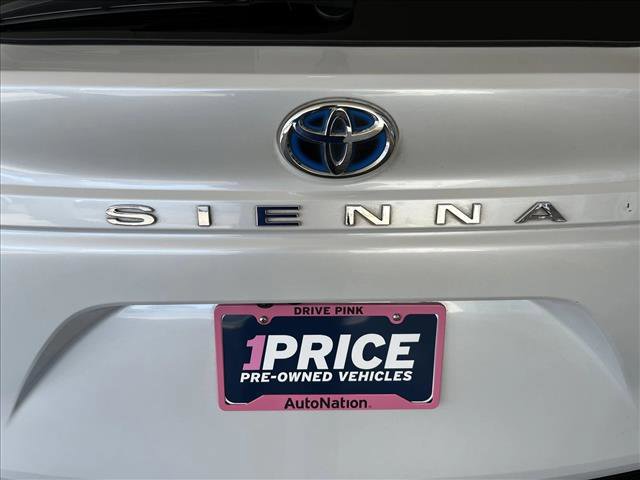 SIENNA
DRIVE PINK
1PRICE
PRE-OWNED VEHICLES
AutoNation